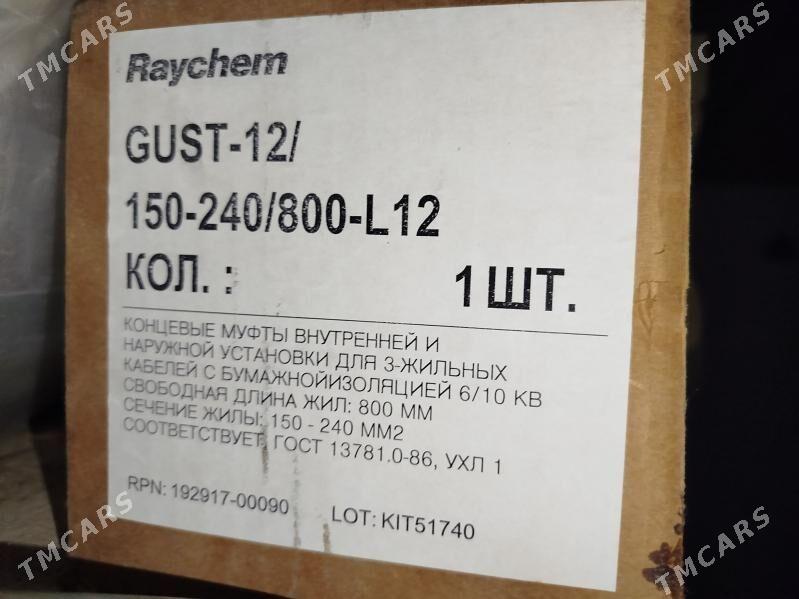 Raychem
GUST-12/
150-240/800-L12
КОЛ. : 1 ШТ.
КОНЦЕВЫЕ МУФТЫ ВНУТРЕННЕЙ И
НАРУЖНОЙ УСТАНОВКИ ДЛЯ 3-ЖИЛЬНЫХ
КАБЕЛЕЙ С БУМАЖНОЙИЗОЛЯЦИЕЙ 6/10 КВ
СВОБОДНАЯ ДЛИНА ЖИЛ: 800 ММ
СЕЧЕНИЕ ЖИЛЫ: 150 - 240 ММ2
СООТВЕТСТВУЕТ, ГОСТ 13781.0-86, УХЛ 1
RPN: 192917-00090 LOT: KIT51740
TMCARS
TMCARS
TMCARS
TMCARS